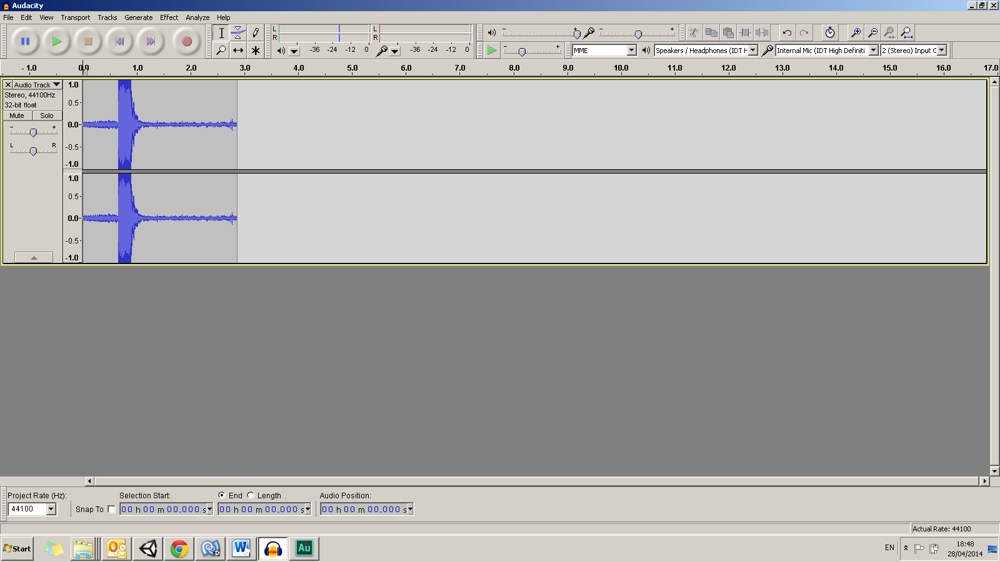 Audacity
File Edit View Transport Tracks Generate Effect Analyze Help
L
R
-36 -24 -12 0
L
R
-36 -24 -12 0
- + - +
- +
MME
Speakers / Headphones (IDT H
Internal Mic (IDT High Definiti
2 (Stereo) Input C
- 1.0 0.0 1.0 2.0 3.0 4.0 5.0 6.0 7.0 8.0 9.0 10.0 11.0 12.0 13.0 14.0 15.0 16.0 17.0
Audio Track
Stereo, 44100Hz
32-bit float
Mute Solo
- +
L R
1.0
0.5-
0.0-
-0.5-
-1.0
1.0
0.5-
0.0-
-0.5-
-1.0
Project Rate (Hz):
44100
Snap To
Selection Start:
00 h 00 m 00.000 s
End Length
00 h 00 m 00.000 s
Audio Position:
00 h 00 m 00.000 s
Actual Rate: 44100
Start
W
Au
EN
18:48
28/04/2014